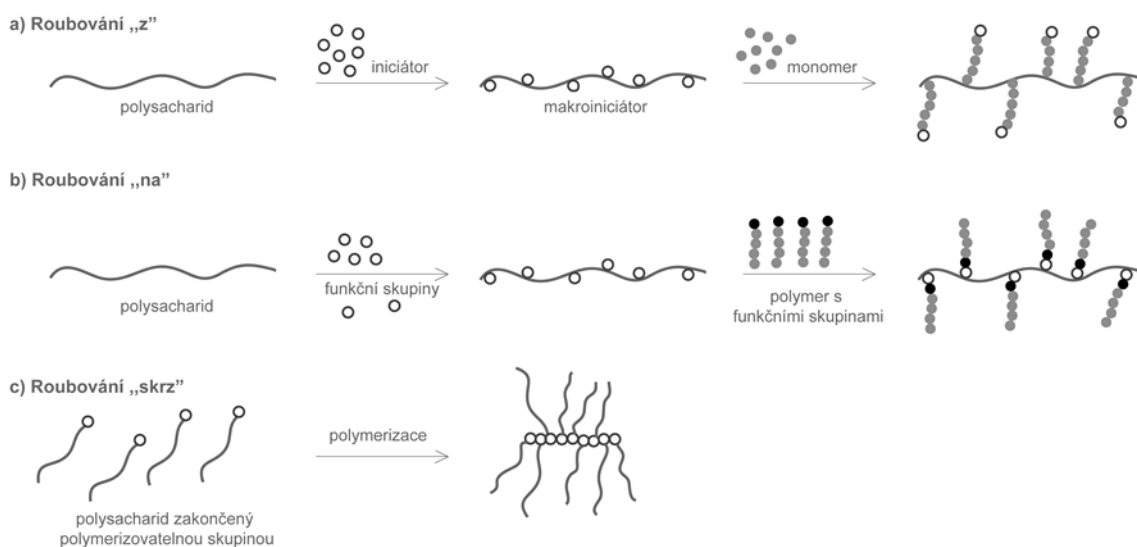 a) Roubování ,,z”
iniciátor
monomer
polysacharid
makroiniciátor
b) Roubování ,,na”
funkční skupiny
polysacharid
polymer s
funkčními skupinami
c) Roubování ,,skrz”
polymerizace
polysacharid zakončený
polymerizovatelnou skupinou